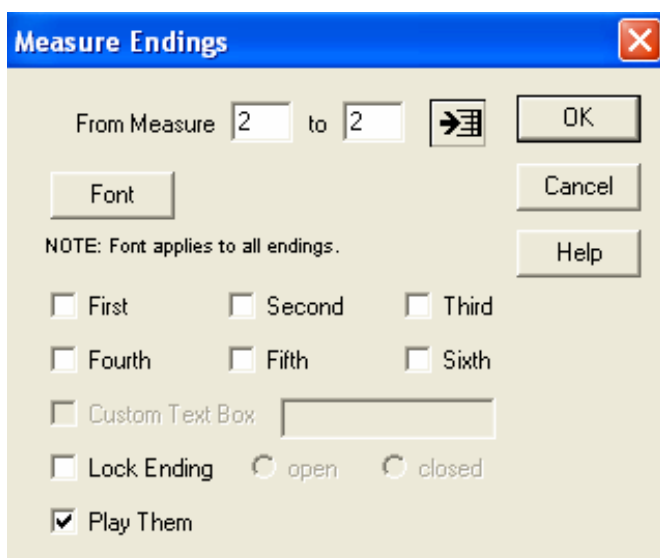 Measure Endings
From Measure 2 to 2
OK
Font
Cancel
NOTE: Font applies to all endings.
Help
First Second Third
Fourth Fifth Sixth
Custom Text Box
Lock Ending open closed
Play Them